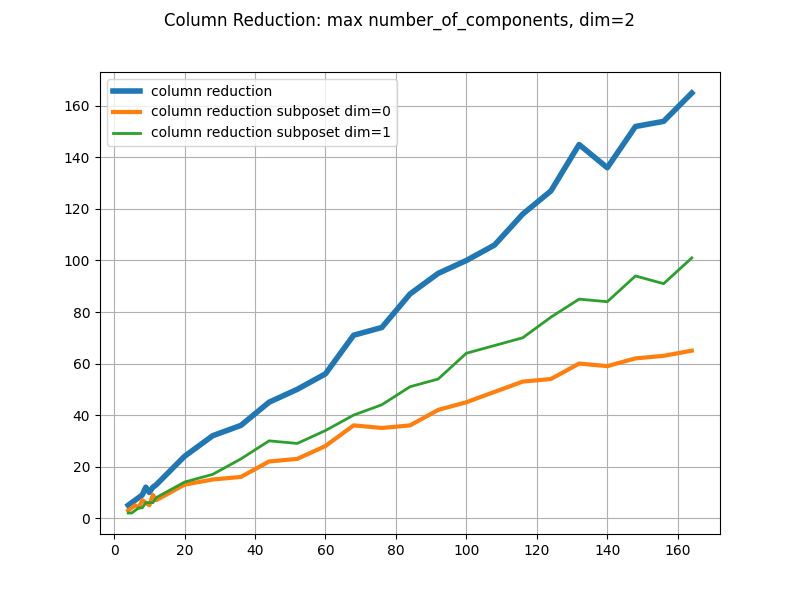 Column Reduction: max number_of_components, dim=2
column reduction
column reduction subposet dim=0
column reduction subposet dim=1
160
140
120
100
80
60
40
20
0
0 20 40 60 80 100 120 140 160